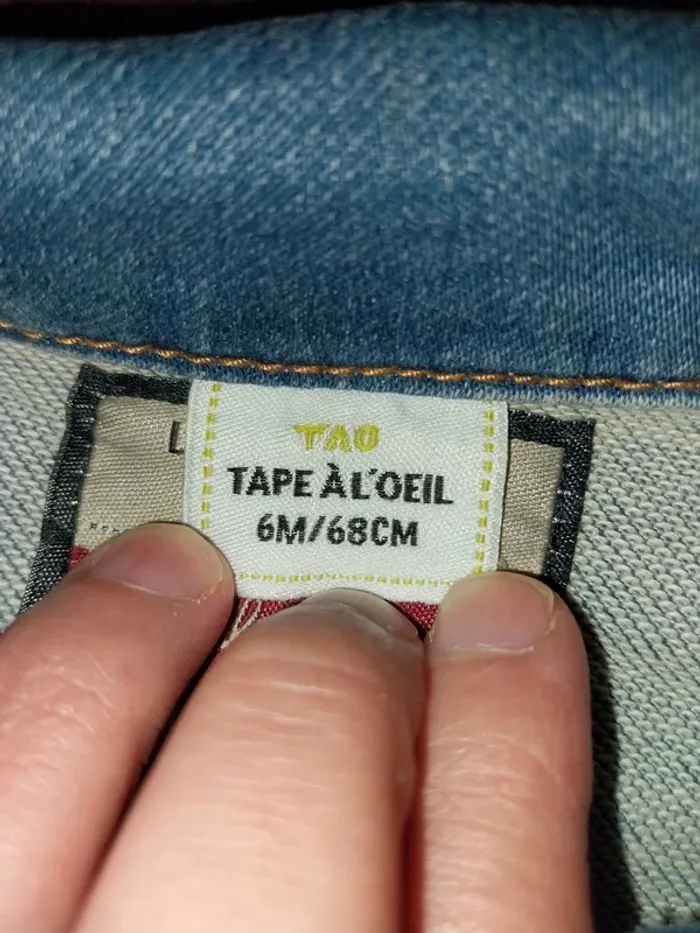 TAO
TAPE À L'OEIL
6M/68CM